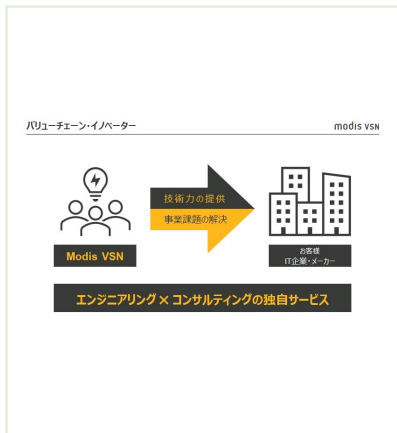 バリューチェーン・イノベーター
modis VSN
技術力の提供
事業課題の解決
Modis VSN
お客様
IT企業・メーカー
エンジニアリング × コンサルティングの独自サービス